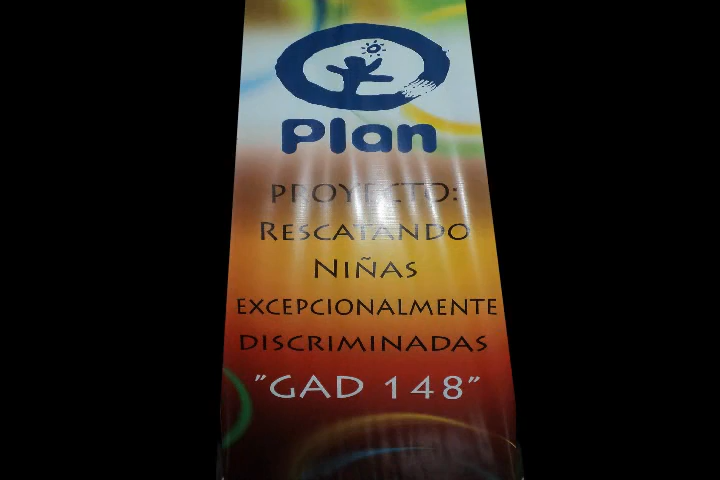 Plan
PROYECTO:
RESCATANDO
NIÑAS
EXCEPCIONALMENTE
DISCRIMINADAS
"GAD 148"